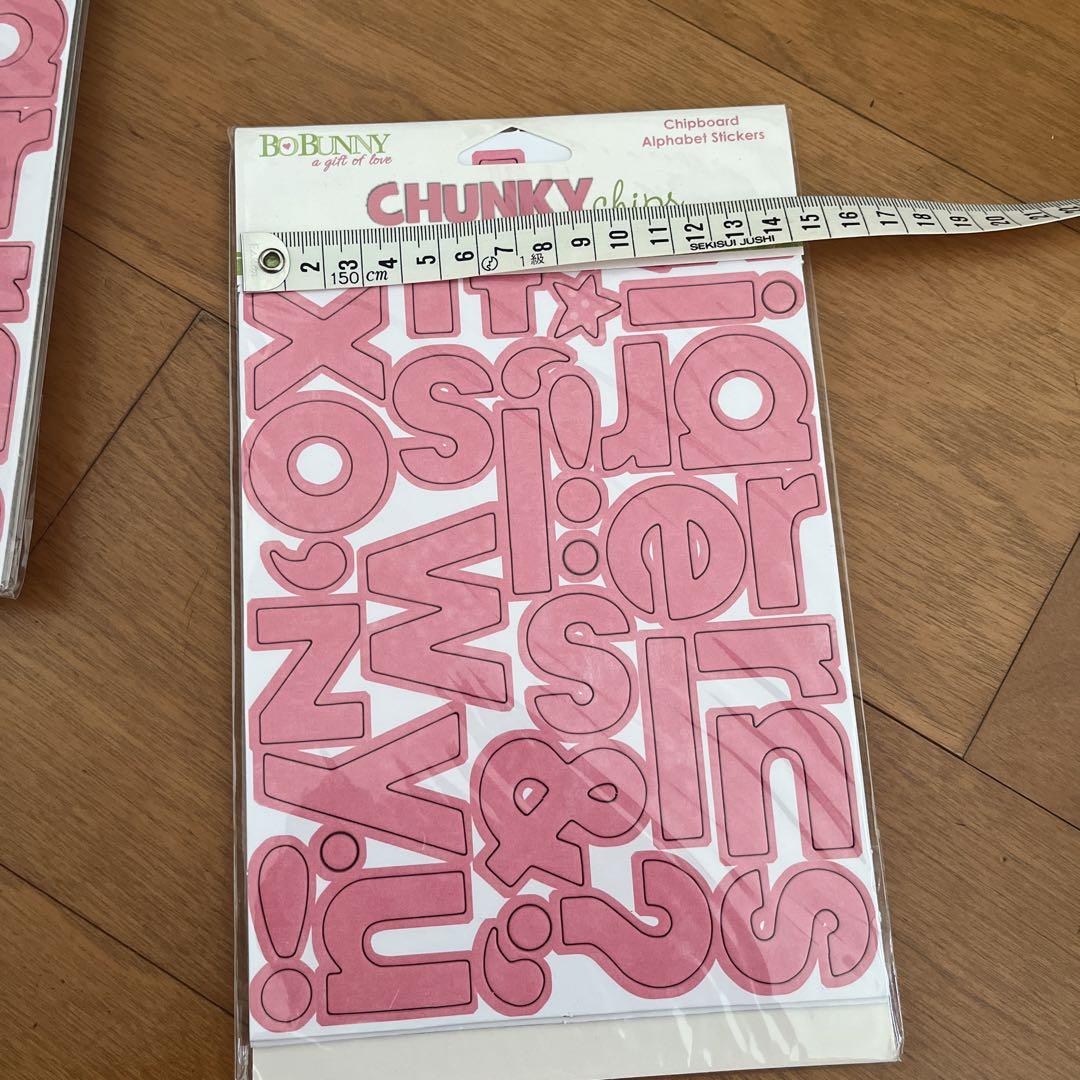 BoBunny
a gift of love
Chipboard
Alphabet Stickers
CHUNKY chips
2 3 4 5 6 7 8 9 10 11 12 13 14 15 16 17 18 19 20 21
150 cm
1級
SEKISUI JUSHI
x
o s
, w i ! r a
n s e r
y & l r
! n , ? n s